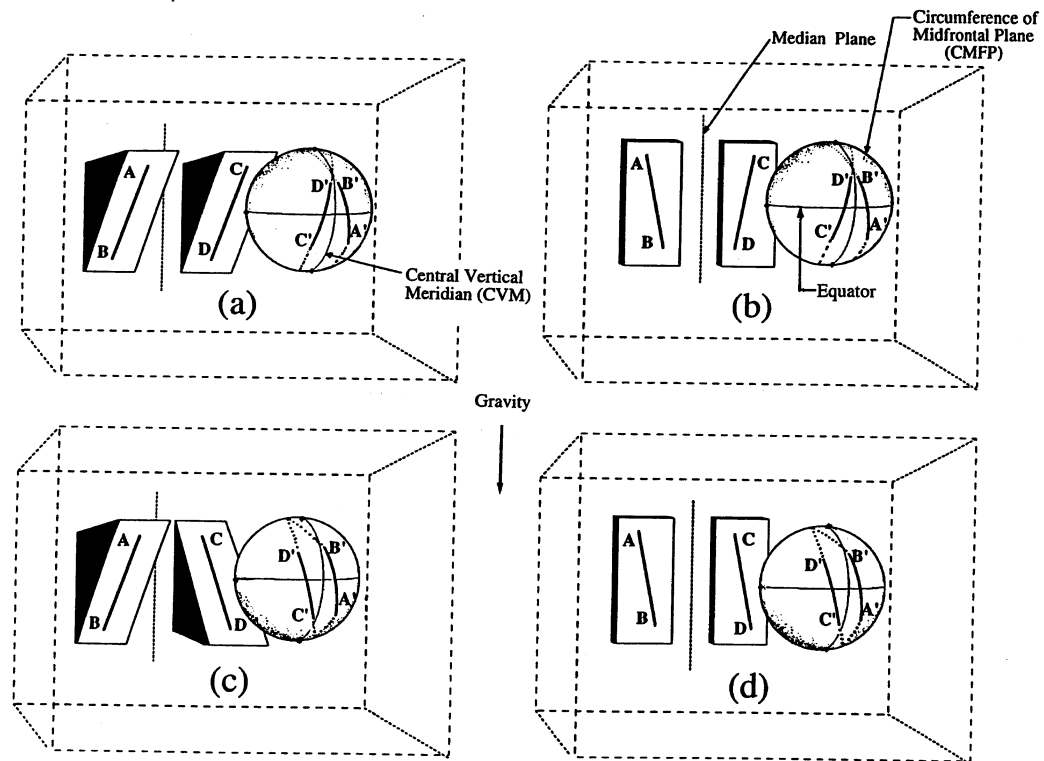 Circumference of
Midfrontal Plane
(CMFP)
Median Plane
A
B
C
D
D'
B'
C'
A'
Central Vertical
Meridian (CVM)
(a)
A
B
C
D
D'
B'
C'
A'
Equator
(b)
Gravity
A
B
C
D
D'
B'
C'
A'
(c)
A
B
C
D
D'
B'
C'
A'
(d)